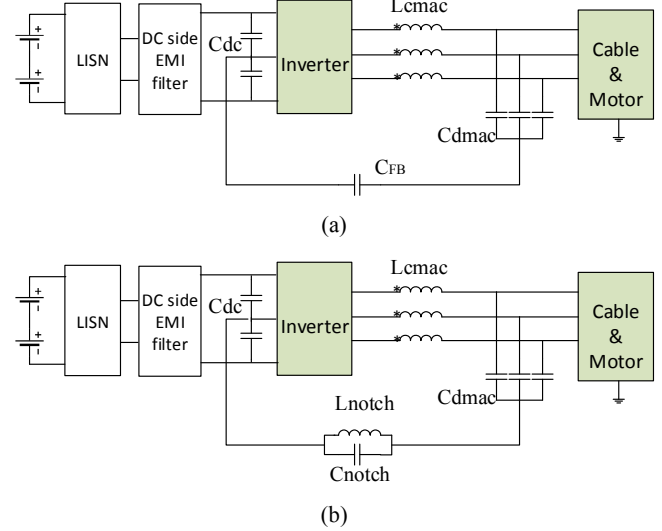 Lcmac
LISN
DC side
EMI
filter
Cdc
Inverter
Cable
&
Motor
Cdmac
CFB
(a)
Lcmac
LISN
DC side
EMI
filter
Cdc
Inverter
Cable
&
Motor
Cdmac
Lnotch
Cnotch
(b)